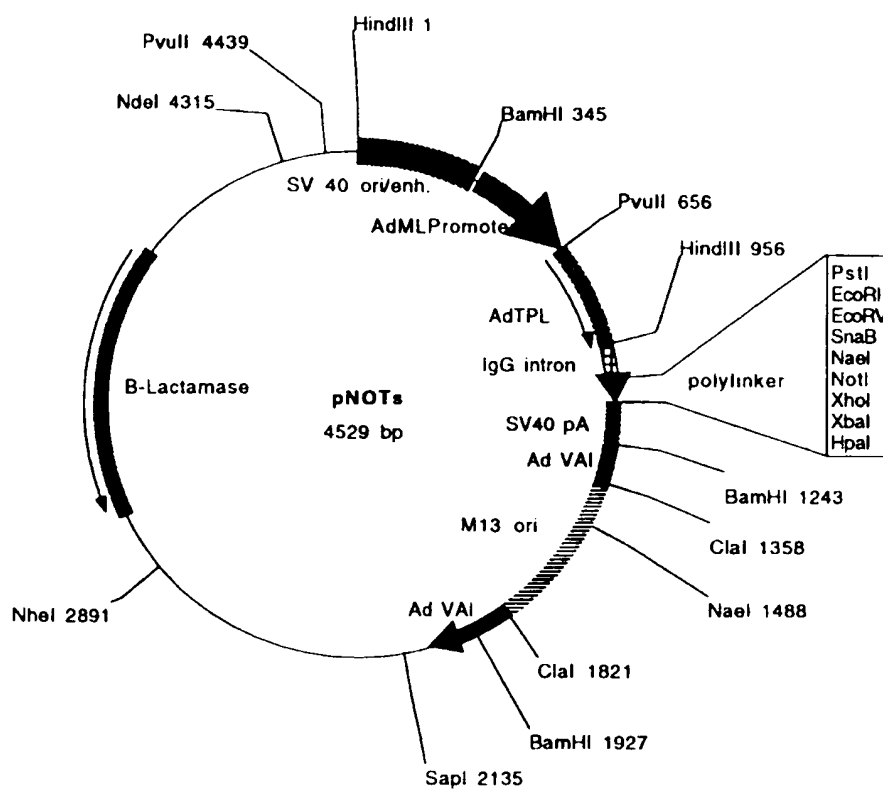 HindIII 1
PvuII 4439
NdeI 4315
BamHI 345
SV 40 ori/enh.
AdMLPromote
PvuII 656
HindIII 956
AdTPL
IgG intron
polylinker
PstI
EcoRI
EcoRV
SnaB
NaeI
NotI
XhoI
XbaI
HpaI
B-Lactamase
pNOTs
4529 bp
SV40 pA
Ad VAI
BamHI 1243
M13 ori
ClaI 1358
NaeI 1488
NheI 2891
Ad VAI
ClaI 1821
BamHI 1927
SapI 2135